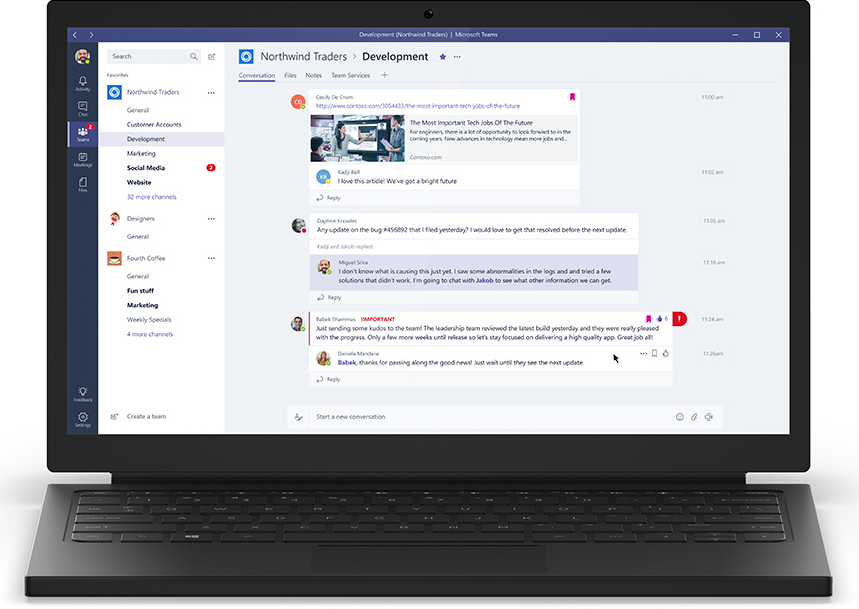 Development (Northwind Traders) | Microsoft Teams
Search
Favorites
Northwind Traders
General
Customer Accounts
Development
Marketing
Social Media 2
Website
32 more channels
Designers
General
Fourth Coffee
General
Fun stuff
Marketing
Weekly Specials
4 more channels
Create a team
Activity
Chat
2
Teams
Meetings
Files
Feedback
Settings
Northwind Traders > Development
Conversation Files Notes Team Services
CD
Cecily De Crum
11:00 am
http://www.contoso.com/3054433/the-most-important-tech-jobs-of-the-future
The Most Important Tech Jobs Of The Future
For engineers, there is a lot of opportunity to look forward to in the
coming years. New advances in technology mean more jobs and...
Contoso.com
KB
Kadji Bell
11:02 am
I love this article! We've got a bright future
Reply
Daphne Knowles
11:05 am
Any update on the bug #456892 that I filed yesterday? I would love to get that resolved before the next update.
Kadji and Jakob replied
Miguel Silva
11:16 am
I don't know what is causing this just yet. I saw some abnormalities in the logs and and tried a few
solutions that didn't work. I'm going to chat with Jakob to see what other information we can get.
Reply
Babek Shammas !IMPORTANT
6
!
11:24 am
Just sending some kudos to the team! The leadership team reviewed the latest build yesterday and they were really pleased
with the progress. Only a few more weeks until release so let's stay focused on delivering a high quality app. Great job all!
Daniela Mandera
11:26am
Babek, thanks for passing along the good news! Just wait until they see the next update.
Reply
Start a new conversation